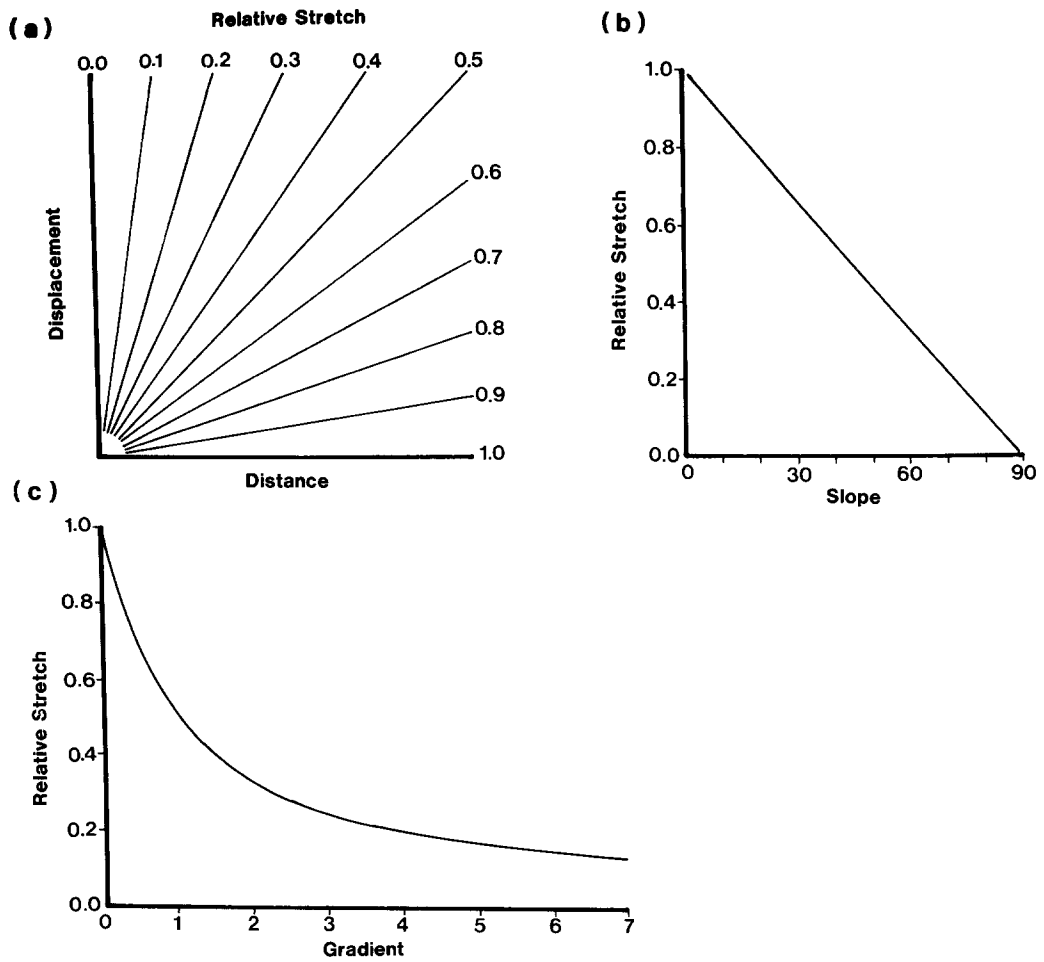 (a)
Relative Stretch
0.0 0.1 0.2 0.3 0.4 0.5
0.6
0.7
0.8
0.9
1.0
Displacement
Distance
(b)
1.0
0.8
0.6
0.4
0.2
0.0
Relative Stretch
0 30 60 90
Slope
(c)
1.0
0.8
0.6
0.4
0.2
0.0
Relative Stretch
0 1 2 3 4 5 6 7
Gradient